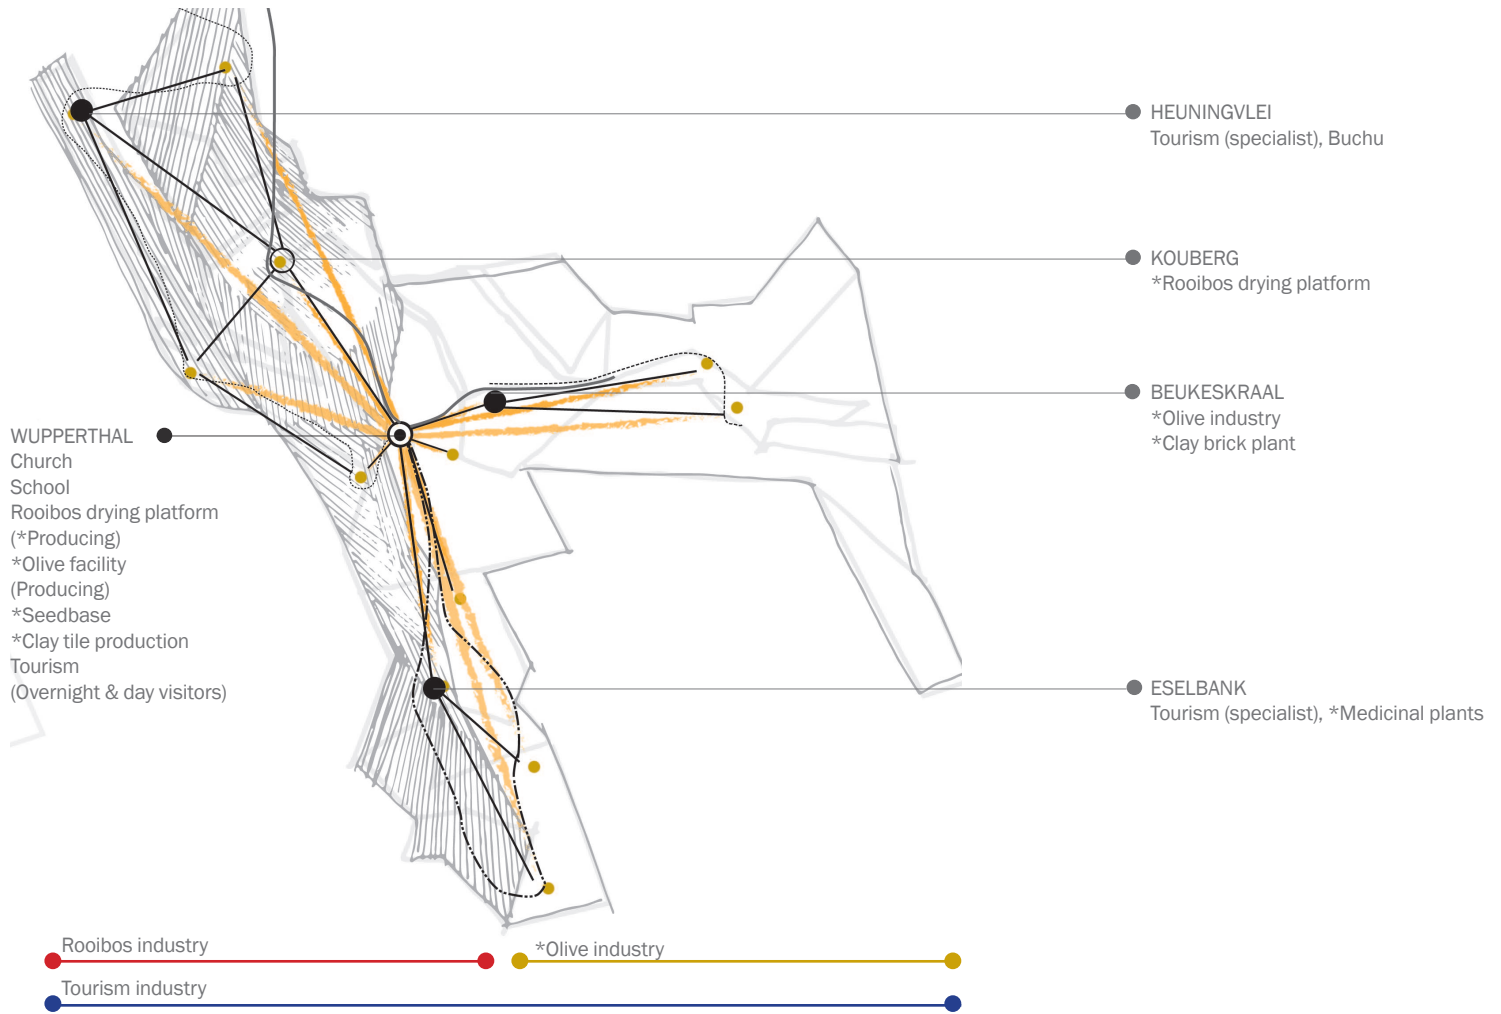 HEUNINGVLEI
Tourism (specialist), Buchu
KOUBERG
*Rooibos drying platform
BEUKESKRAAL
*Olive industry
*Clay brick plant
WUPPERTHAL
Church
School
Rooibos drying platform
(*Producing)
*Olive facility
(Producing)
*Seedbase
*Clay tile production
Tourism
(Overnight & day visitors)
ESELBANK
Tourism (specialist), *Medicinal plants
Rooibos industry
*Olive industry
Tourism industry